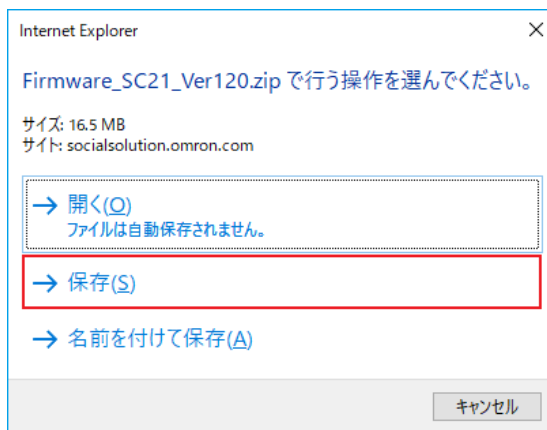 Internet Explorer
Firmware_SC21_Ver120.zip で行う操作を選んでください。
サイズ: 16.5 MB
サイト: socialsolution.omron.com
→ 開く(O)
ファイルは自動保存されません。
→ 保存(S)
→ 名前を付けて保存(A)
キャンセル